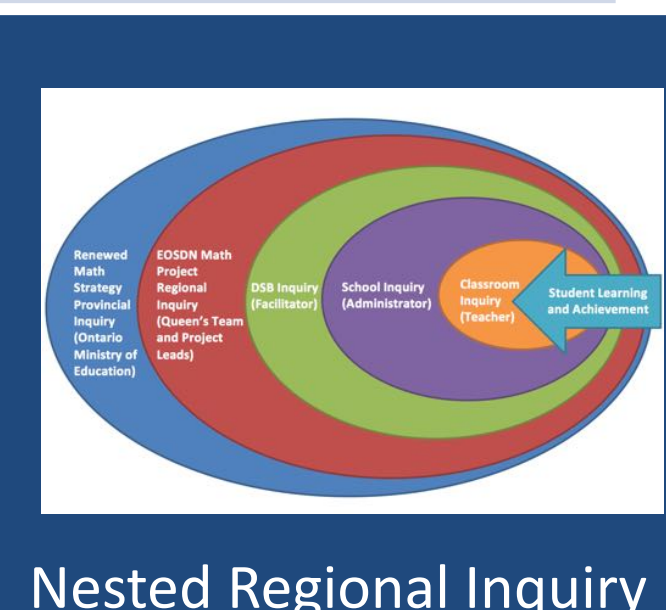 Renewed
Math
Strategy
Provincial
Inquiry
(Ontario
Ministry of
Education)
EOSDN Math
Project
Regional
Inquiry
(Queen's Team
and Project
Leads)
DSB Inquiry
(Facilitator)
School Inquiry
(Administrator)
Classroom
Inquiry
(Teacher)
Student Learning
and Achievement
Nested Regional Inquiry